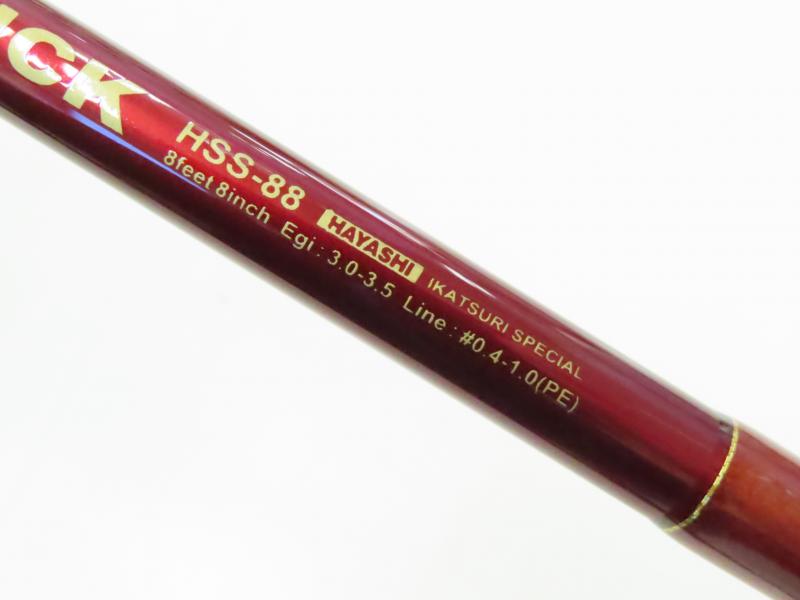 HSS-88 HAYASHI IKATSURI SPECIAL
8feet 8inch Egi : 3.0-3.5 Line : #0.4-1.0(PE)